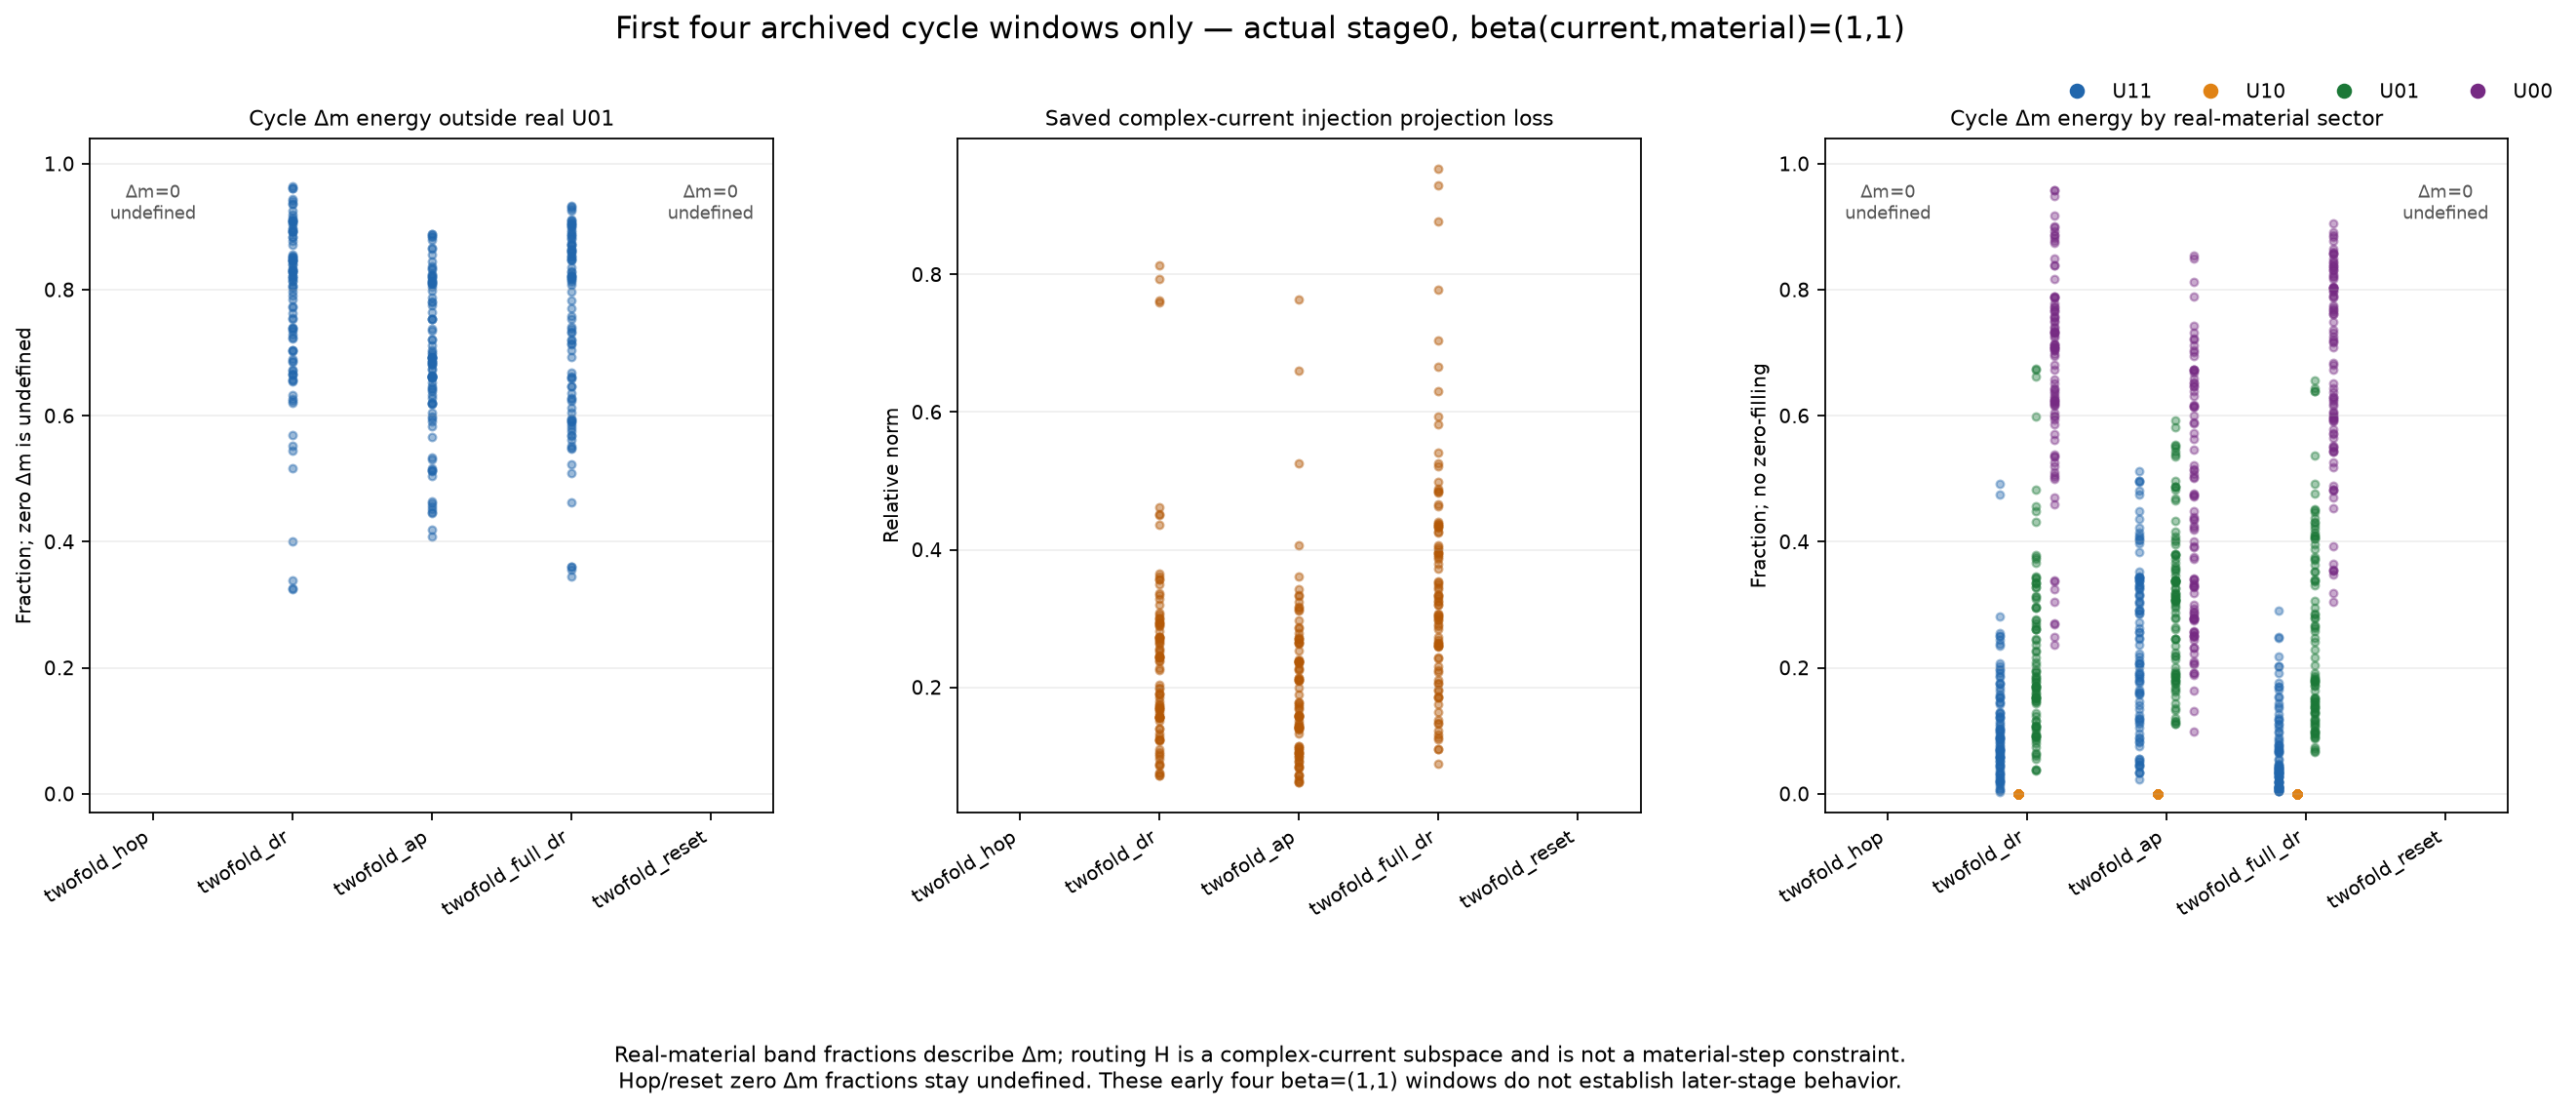 First four archived cycle windows only — actual stage0, beta(current,material)=(1,1)
U11 U10 U01 U00
Cycle Δm energy outside real U01
Fraction; zero Δm is undefined
1.0
0.8
0.6
0.4
0.2
0.0
Δm=0
undefined
Δm=0
undefined
twofold_hop
twofold_dr
twofold_ap
twofold_full_dr
twofold_reset
Saved complex-current injection projection loss
Relative norm
0.8
0.6
0.4
0.2
twofold_hop
twofold_dr
twofold_ap
twofold_full_dr
twofold_reset
Cycle Δm energy by real-material sector
Fraction; no zero-filling
1.0
0.8
0.6
0.4
0.2
0.0
Δm=0
undefined
Δm=0
undefined
twofold_hop
twofold_dr
twofold_ap
twofold_full_dr
twofold_reset
Real-material band fractions describe Δm; routing H is a complex-current subspace and is not a material-step constraint.
Hop/reset zero Δm fractions stay undefined. These early four beta=(1,1) windows do not establish later-stage behavior.